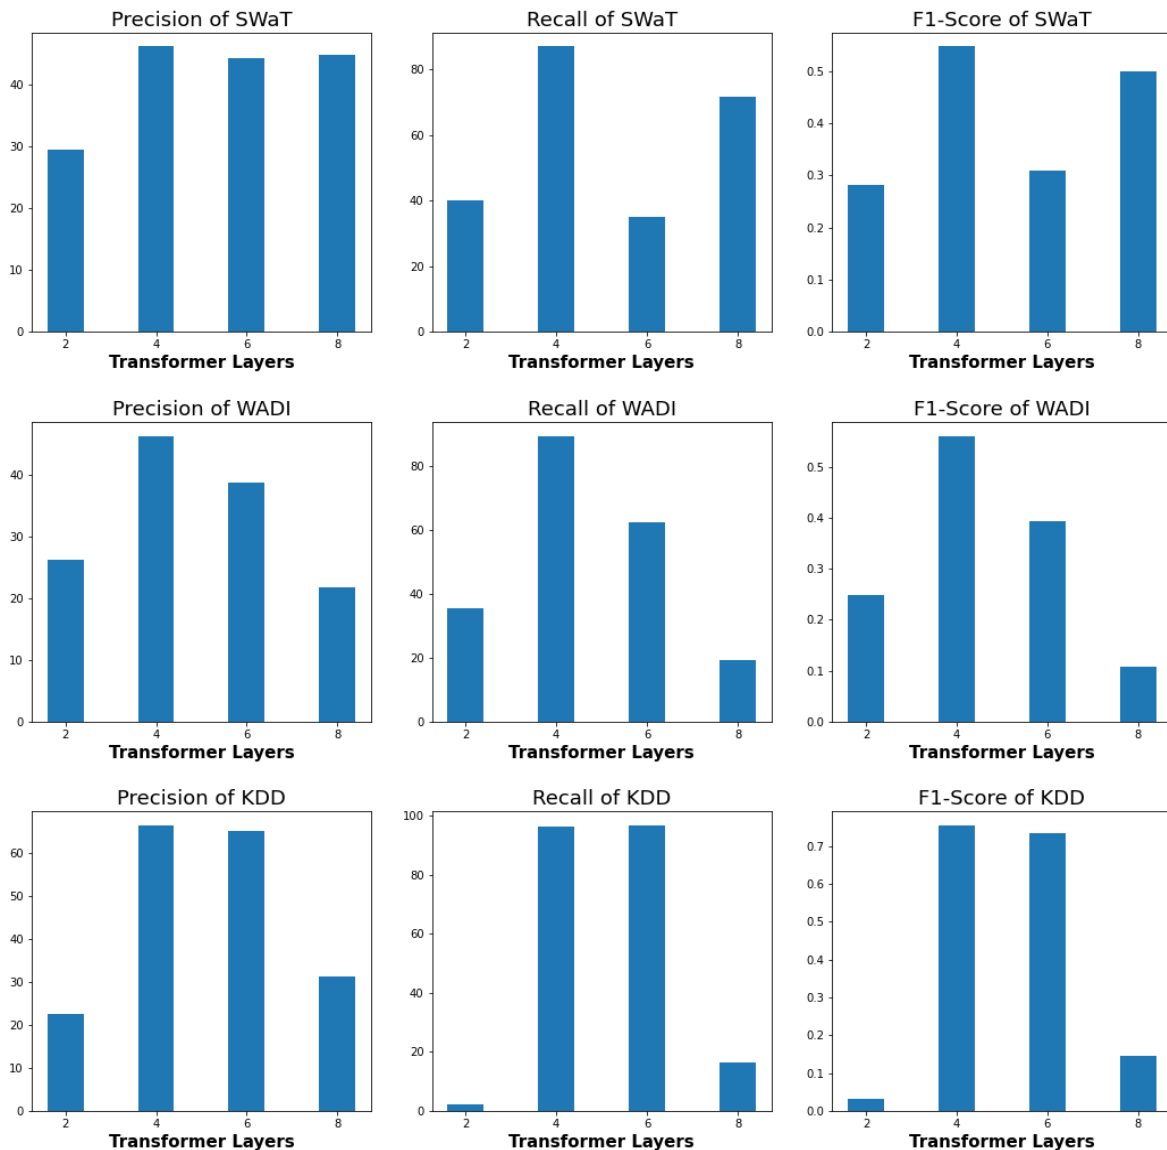 Precision of SWaT
Recall of SWaT
F1-Score of SWaT
40
30
20
10
0
2 4 6 8
Transformer Layers
80
60
40
20
0
2 4 6 8
Transformer Layers
0.5
0.4
0.3
0.2
0.1
0.0
2 4 6 8
Transformer Layers
Precision of WADI
Recall of WADI
F1-Score of WADI
40
30
20
10
0
2 4 6 8
Transformer Layers
80
60
40
20
0
2 4 6 8
Transformer Layers
0.5
0.4
0.3
0.2
0.1
0.0
2 4 6 8
Transformer Layers
Precision of KDD
Recall of KDD
F1-Score of KDD
60
50
40
30
20
10
0
2 4 6 8
Transformer Layers
100
80
60
40
20
0
2 4 6 8
Transformer Layers
0.7
0.6
0.5
0.4
0.3
0.2
0.1
0.0
2 4 6 8
Transformer Layers